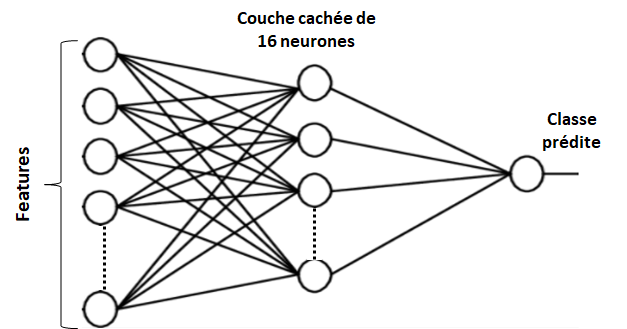 Couche cachée de
16 neurones
Features
Classe
prédite